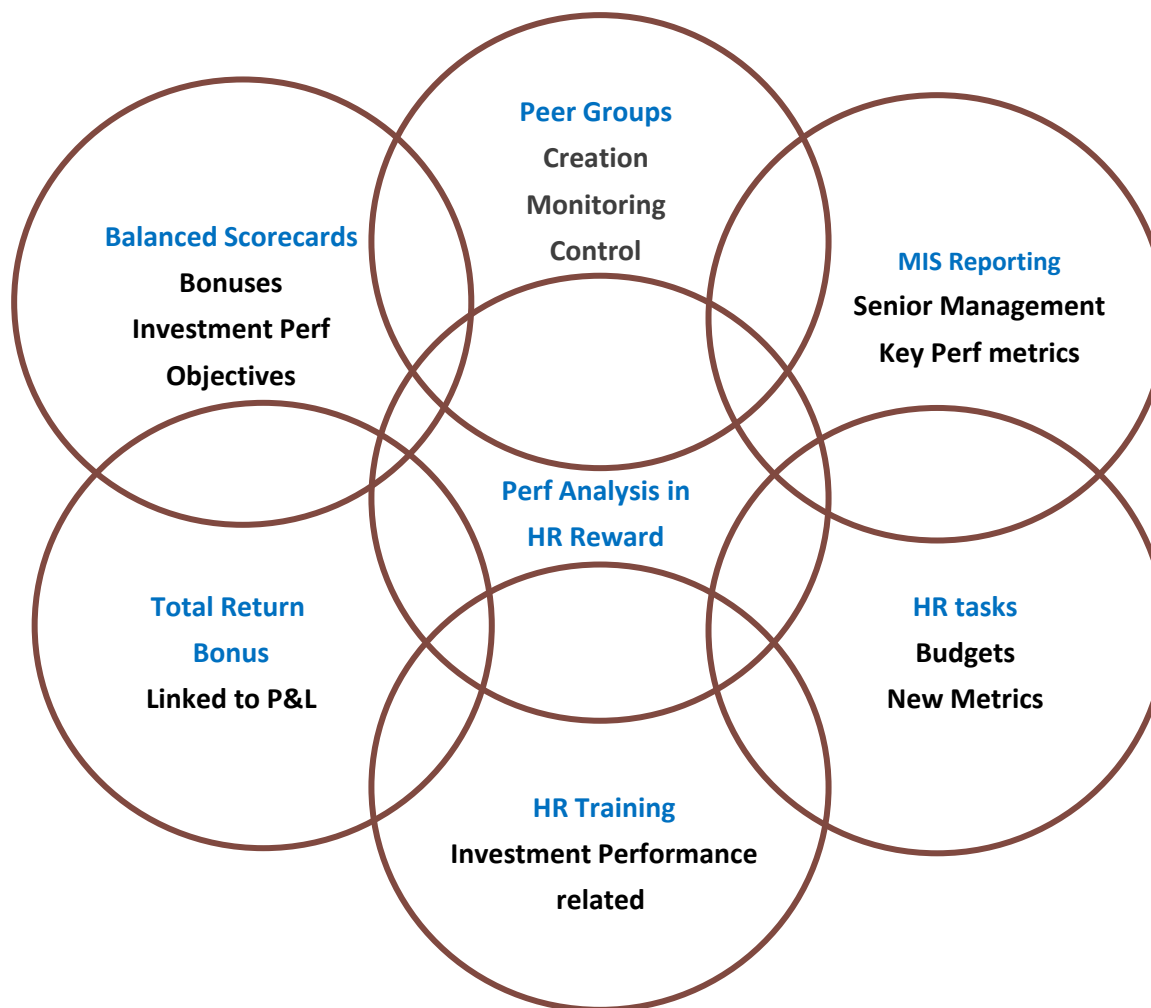 Peer Groups
Creation
Monitoring
Control
Balanced Scorecards
Bonuses
Investment Perf
Objectives
MIS Reporting
Senior Management
Key Perf metrics
Perf Analysis in
HR Reward
Total Return
Bonus
Linked to P&L
HR tasks
Budgets
New Metrics
HR Training
Investment Performance
related